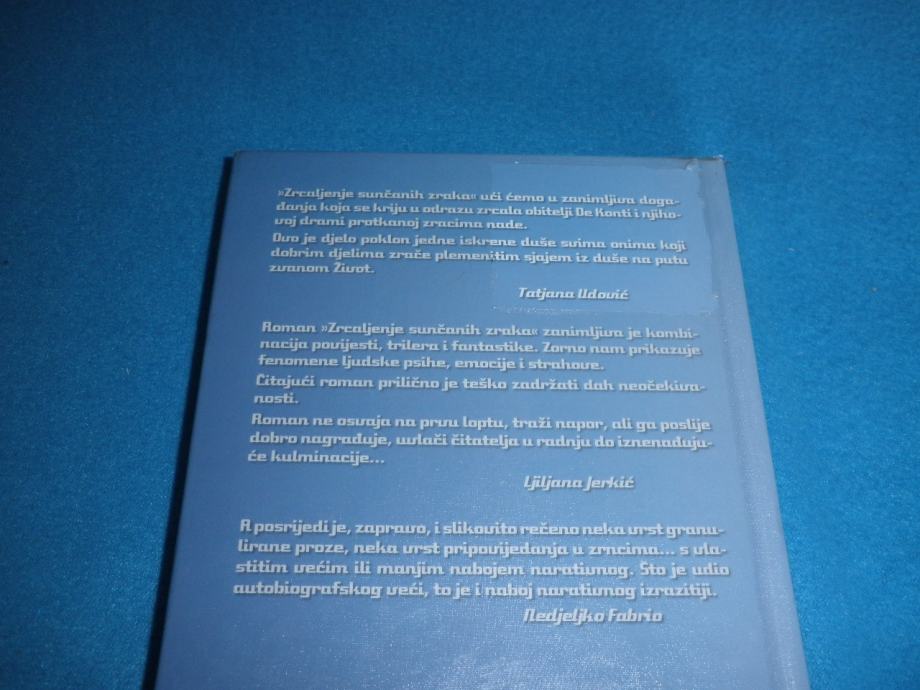 »Zrcaljenje sunčanih zraka« ući ćemo u zanimljiva doga-
đanja koja se kriju u odrazu zrcala obitelji De Konti i njiho-
voj drami protkanoj zracima nade.
Ovo je djelo poklon jedne iskrene duše svima onima koji
dobrim djelima zrače plemenitim sjajem iz duše na putu
zvanom Život.
Tatjana Udović
Roman »Zrcaljenje sunčanih zraka« zanimljiva je kombi-
nacija povijesti, trilera i fantastike. Zorno nam prikazuje
fenomene ljudske psihe, emocije i strahove.
Čitajući roman prilično je teško zadržati dah neočekiva-
nosti.
Roman ne osvaja na prvu loptu, traži napor, ali ga poslije
dobro nagrađuje, uvlači čitatelja u radnju do iznenađuju-
će kulminacije...
Ljiljana Jerkić
A posrijedi je, zapravo, i slikovito rečeno neka vrst granu-
lirane proze, neka vrst pripovijedanja u zrncima... s vla-
stitim većim ili manjim nabojem narativnog. Što je udio
autobiografskog veći, to je i naboj narativnog izrazitiji.
Nedjeljko Fabrio